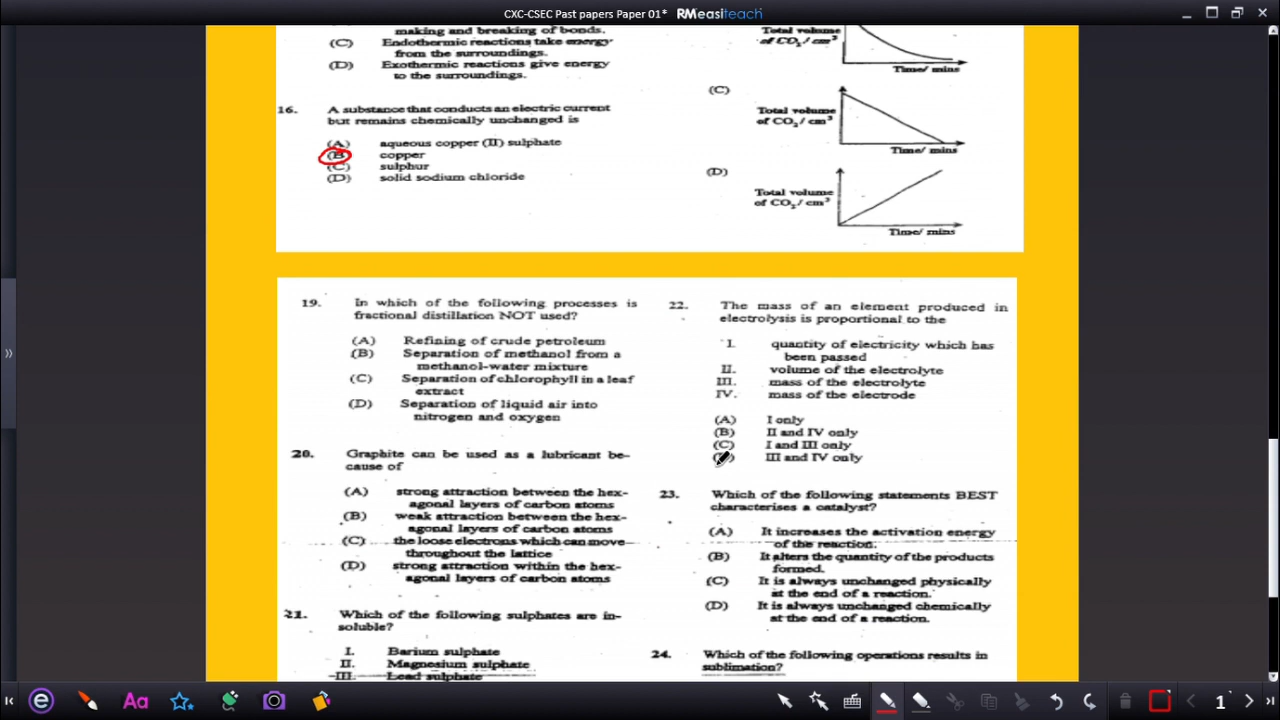 CXC-CSEC Past papers Paper 01* RMeasiteach
making and breaking of bonds.
(C) Endothermic reactions take energy
from the surroundings.
(D) Exothermic reactions give energy
to the surroundings.
16. A substance that conducts an electric current
but remains chemically unchanged is
(A) aqueous copper (II) sulphate
(B) copper
(C) sulphur
(D) solid sodium chloride
Total volume
of CO₂/ cm³
Time/ mins
(C)
Total volume
of CO₂/ cm³
Time/ mins
(D)
Total volume
of CO₂/ cm³
Time/ mins
19. In which of the following processes is
fractional distillation NOT used?
(A) Refining of crude petroleum
(B) Separation of methanol from a
methanol-water mixture
(C) Separation of chlorophyll in a leaf
extract
(D) Separation of liquid air into
nitrogen and oxygen
20. Graphite can be used as a lubricant be-
cause of
(A) strong attraction between the hex-
agonal layers of carbon atoms
(B) weak attraction between the hex-
agonal layers of carbon atoms
(C) the loose electrons which can move
throughout the lattice
(D) strong attraction within the hex-
agonal layers of carbon atoms
21. Which of the following sulphates are in-
soluble?
I. Barium sulphate
II. Magnesium sulphate
III. Lead sulphate
22. The mass of an element produced in
electrolysis is proportional to the
I. quantity of electricity which has
been passed
II. volume of the electrolyte
III. mass of the electrolyte
IV. mass of the electrode
(A) I only
(B) II and IV only
(C) I and III only
III and IV only
23. Which of the following statements BEST
characterises a catalyst?
(A) It increases the activation energy
of the reaction.
(B) It alters the quantity of the products
formed.
(C) It is always unchanged physically
at the end of a reaction.
(D) It is always unchanged chemically
at the end of a reaction.
24. Which of the following operations results in
sublimation?
Aa
1